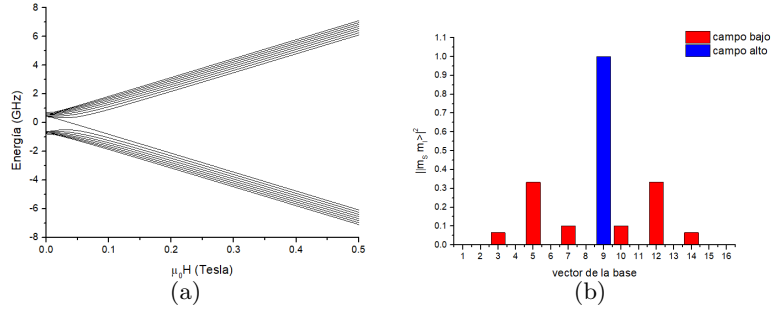 8
6
4
2
0
-2
-4
-6
-8
Energía (GHz)
0.0 0.1 0.2 0.3 0.4 0.5
μ₀H (Tesla)
(a)
campo bajo
campo alto
1.1
1.0
0.9
0.8
0.7
0.6
0.5
0.4
0.3
0.2
0.1
0.0
||mₛ mᵢ>|²
1 2 3 4 5 6 7 8 9 10 11 12 13 14 15 16
vector de la base
(b)